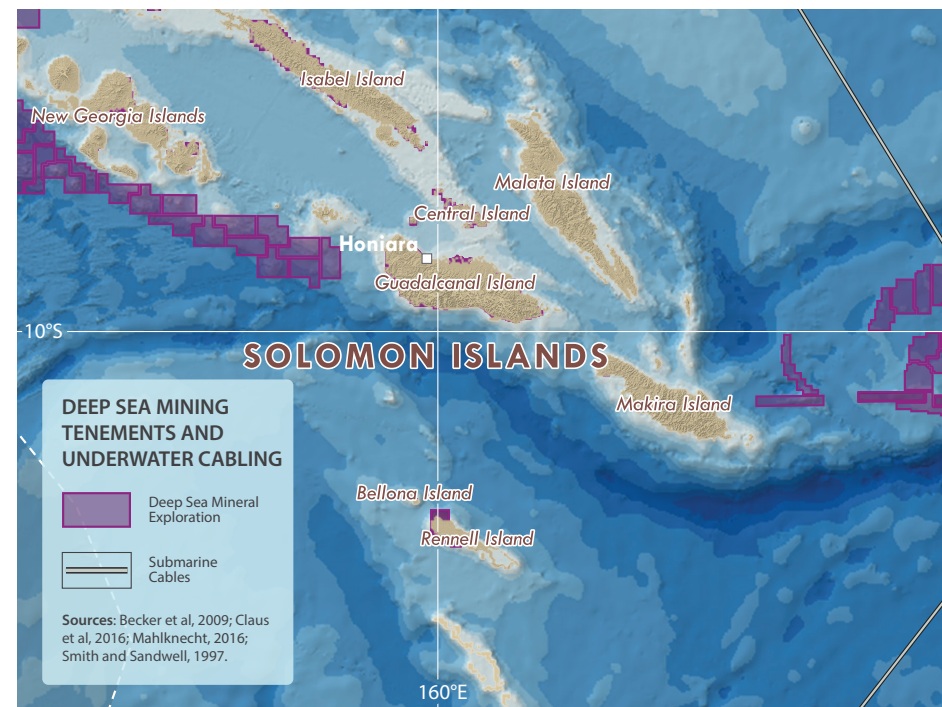 Isabel Island
New Georgia Islands
Malata Island
Central Island
Honiara
Guadalcanal Island
10°S
SOLOMON ISLANDS
Makira Island
DEEP SEA MINING
TENEMENTS AND
UNDERWATER CABLING
Deep Sea Mineral
Exploration
Submarine
Cables
Sources: Becker et al, 2009; Claus
et al, 2016; Mahlknecht, 2016;
Smith and Sandwell, 1997.
Bellona Island
Rennell Island
160°E